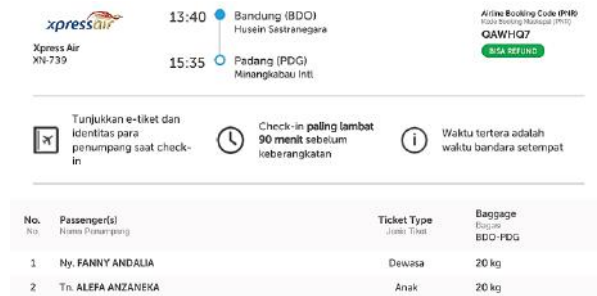 xpressair
13:40 Bandung (BDO)
Husein Sastranegara
Airline Booking Code (PNR)
Kode Booking Maskapai (PNR)
QAWHQ7
BISA REFUND
Xpress Air
XN-739
15:35 Padang (PDG)
Minangkabau Intl
Tunjukkan e-tiket dan
identitas para
penumpang saat check-
in
Check-in paling lambat
90 menit sebelum
keberangkatan
Waktu tertera adalah
waktu bandara setempat
No. Passenger(s) Ticket Type Baggage
No. Nama Penumpang Jenis Tiket Bagasi
BDO-PDG
1 Ny. FANNY ANDALIA Dewasa 20 kg
2 Tn. ALEFA ANZANEKA Anak 20 kg